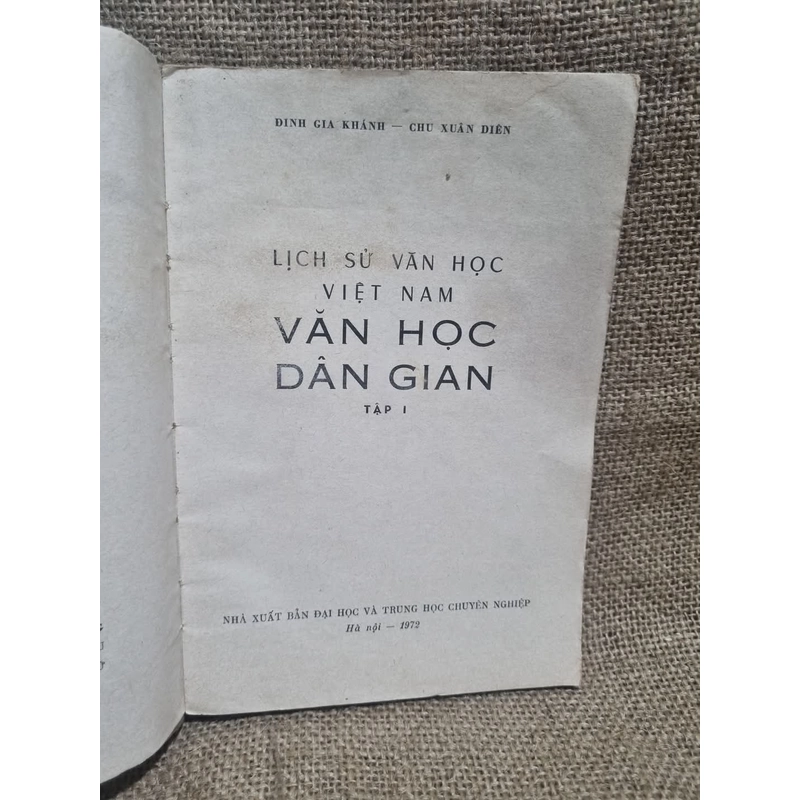 ĐINH GIA KHÁNH — CHU XUÂN DIÊN
LỊCH SỬ VĂN HỌC
VIỆT NAM
VĂN HỌC
DÂN GIAN
TẬP I
NHÀ XUẤT BẢN ĐẠI HỌC VÀ TRUNG HỌC CHUYÊN NGHIỆP
Hà nội — 1972